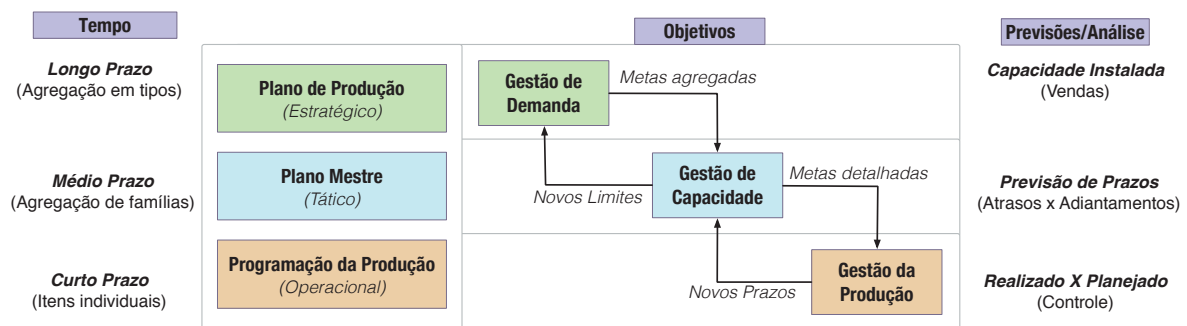 Tempo
Objetivos
Previsões/Análise
Longo Prazo
(Agregação em tipos)
Plano de Produção
(Estratégico)
Gestão de
Demanda
Metas agregadas
Capacidade Instalada
(Vendas)
Médio Prazo
(Agregação de famílias)
Plano Mestre
(Tático)
Novos Limites
Gestão de
Capacidade
Metas detalhadas
Previsão de Prazos
(Atrasos x Adiantamentos)
Curto Prazo
(Itens individuais)
Programação da Produção
(Operacional)
Novos Prazos
Gestão da
Produção
Realizado X Planejado
(Controle)